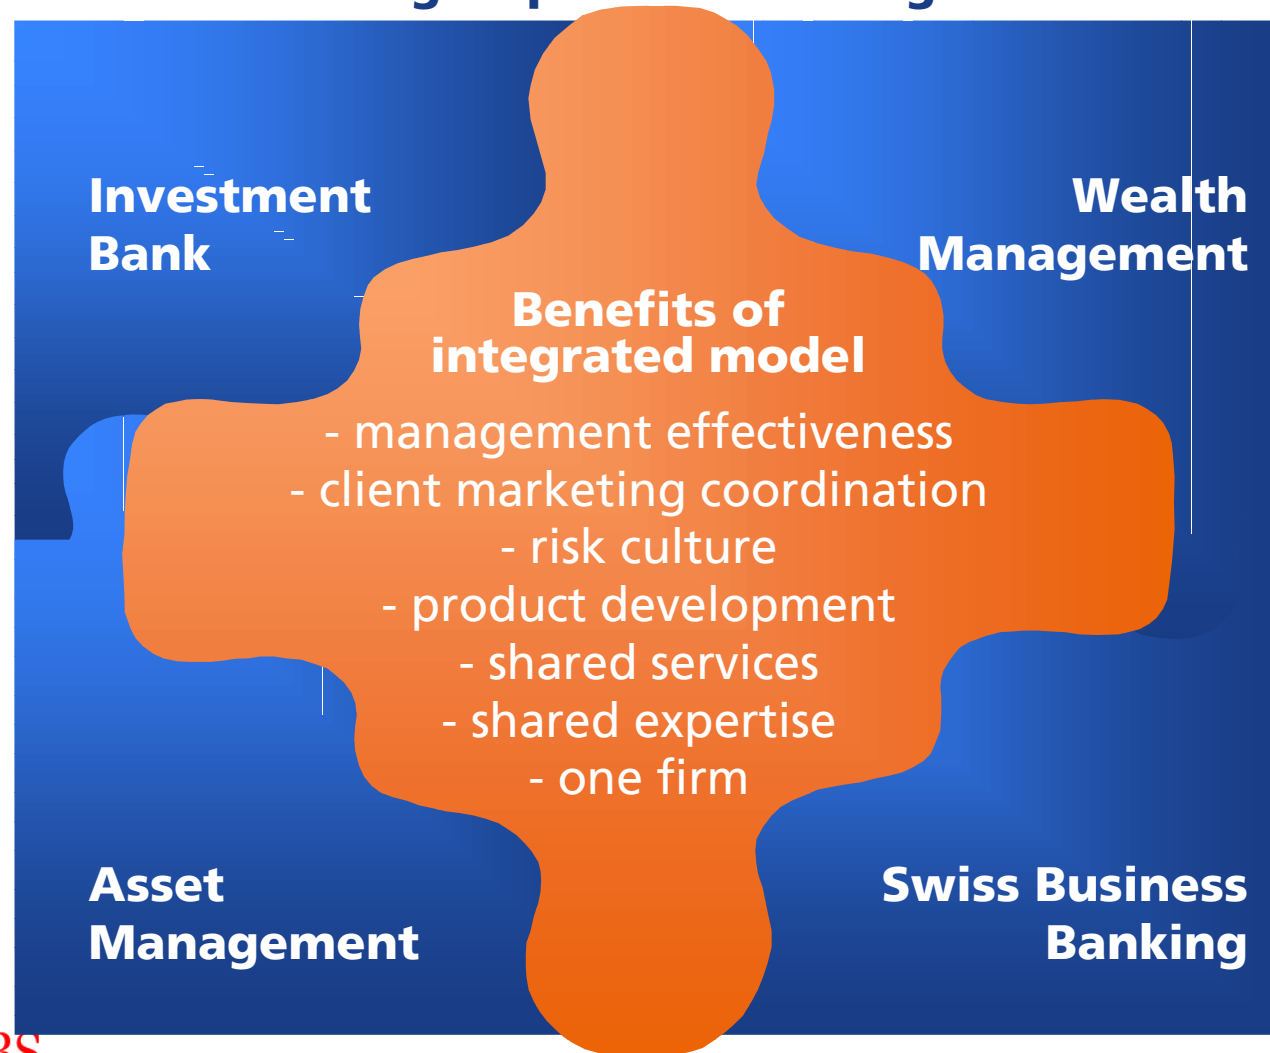 Investment
Bank
Wealth
Management
Benefits of
integrated model
- management effectiveness
- client marketing coordination
- risk culture
- product development
- shared services
- shared expertise
- one firm
Asset
Management
Swiss Business
Banking